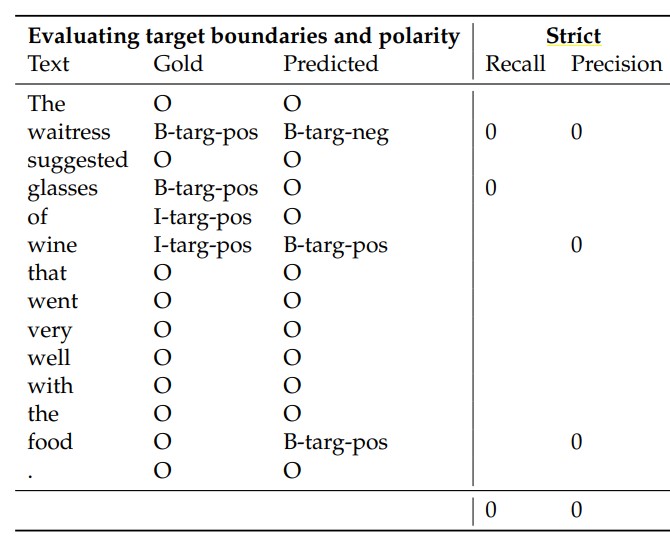 Evaluating target boundaries and polarity Strict
Text Gold Predicted Recall Precision
The O O
waitress B-targ-pos B-targ-neg 0 0
suggested O O
glasses B-targ-pos O 0
of I-targ-pos O
wine I-targ-pos B-targ-pos 0
that O O
went O O
very O O
well O O
with O O
the O O
food O B-targ-pos 0
. O O
0 0